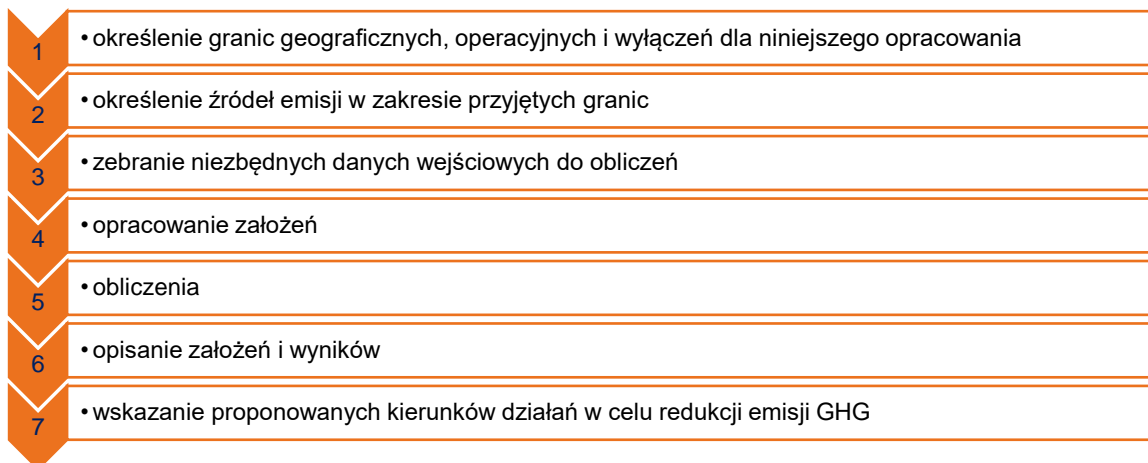 1
• określenie granic geograficznych, operacyjnych i wyłączeń dla niniejszego opracowania
2
• określenie źródeł emisji w zakresie przyjętych granic
3
• zebranie niezbędnych danych wejściowych do obliczeń
4
• opracowanie założeń
5
• obliczenia
6
• opisanie założeń i wyników
7
• wskazanie proponowanych kierunków działań w celu redukcji emisji GHG